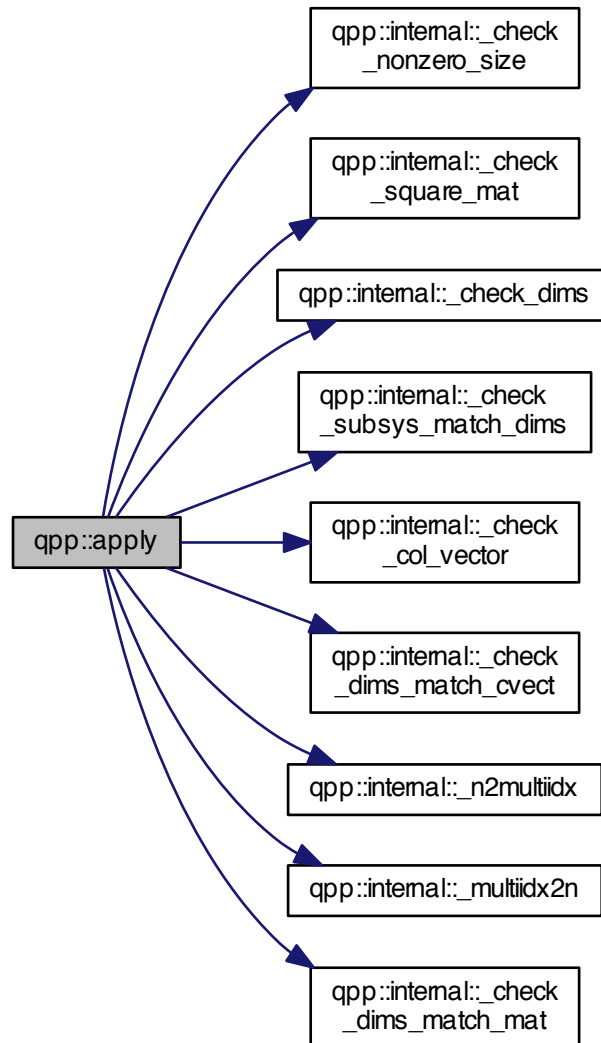 qpp::internal::_check
_nonzero_size
qpp::internal::_check
_square_mat
qpp::internal::_check_dims
qpp::internal::_check
_subsys_match_dims
qpp::apply
qpp::internal::_check
_col_vector
qpp::internal::_check
_dims_match_cvect
qpp::internal::_n2multiidx
qpp::internal::_multiidx2n
qpp::internal::_check
_dims_match_mat